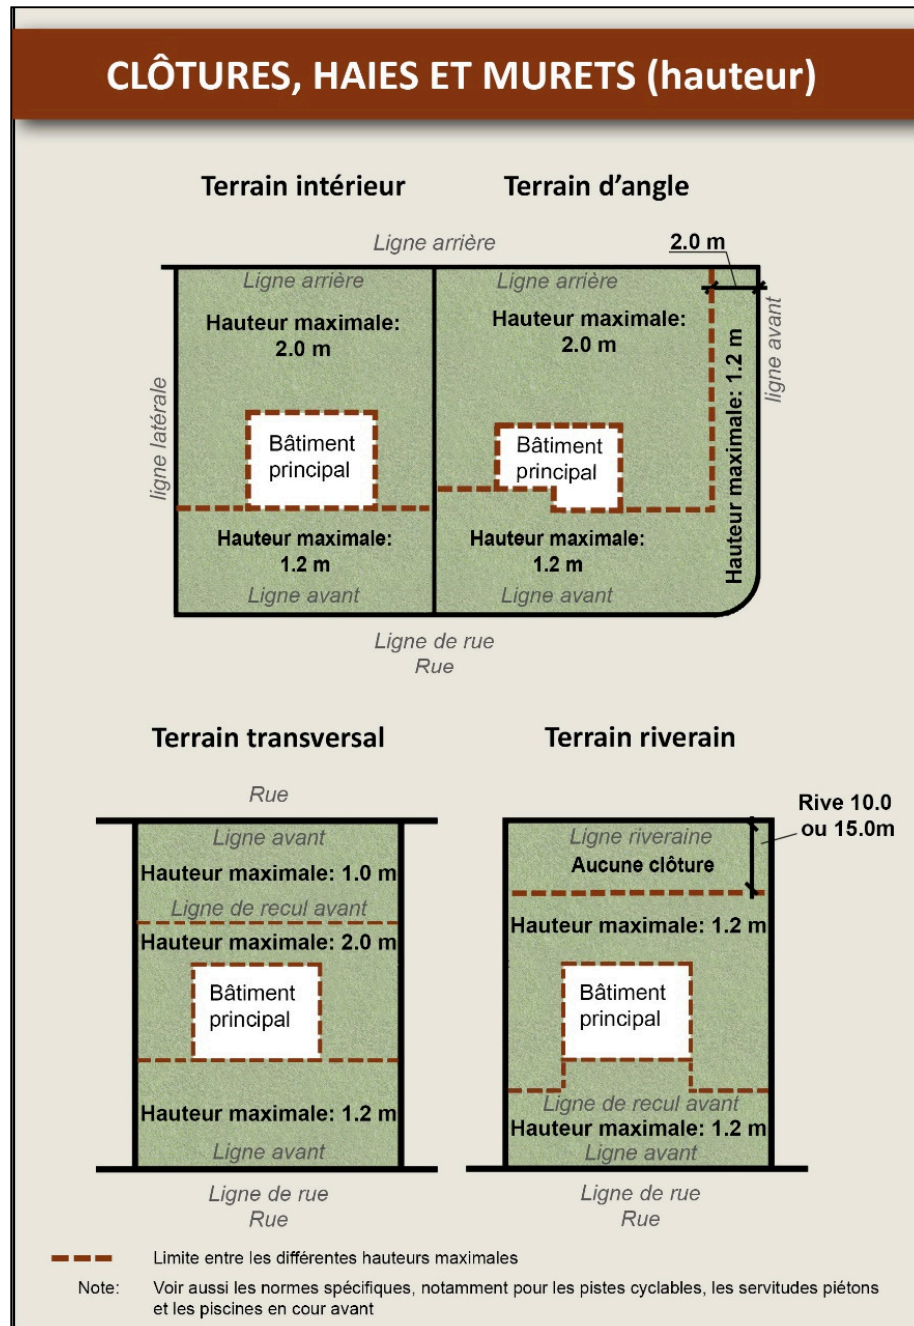 CLÔTURES, HAIES ET MURETS (hauteur)
Terrain intérieur
Terrain d'angle
Ligne arrière
2.0 m
Ligne arrière
Ligne arrière
Hauteur maximale:
2.0 m
Hauteur maximale:
2.0 m
ligne latérale
Bâtiment
principal
Bâtiment
principal
Hauteur maximale: 1.2 m
ligne avant
Hauteur maximale:
1.2 m
Hauteur maximale:
1.2 m
Ligne avant
Ligne avant
Ligne de rue
Rue
Terrain transversal
Rue
Ligne avant
Hauteur maximale: 1.0 m
Ligne de recul avant
Hauteur maximale: 2.0 m
Bâtiment
principal
Hauteur maximale: 1.2 m
Ligne avant
Ligne de rue
Rue
Terrain riverain
Rive 10.0
ou 15.0m
Ligne riveraine
Aucune clôture
Hauteur maximale: 1.2 m
Bâtiment
principal
Ligne de recul avant
Hauteur maximale: 1.2 m
Ligne avant
Ligne de rue
Rue
Limite entre les différentes hauteurs maximales
Note: Voir aussi les normes spécifiques, notamment pour les pistes cyclables, les servitudes piétons
et les piscines en cour avant